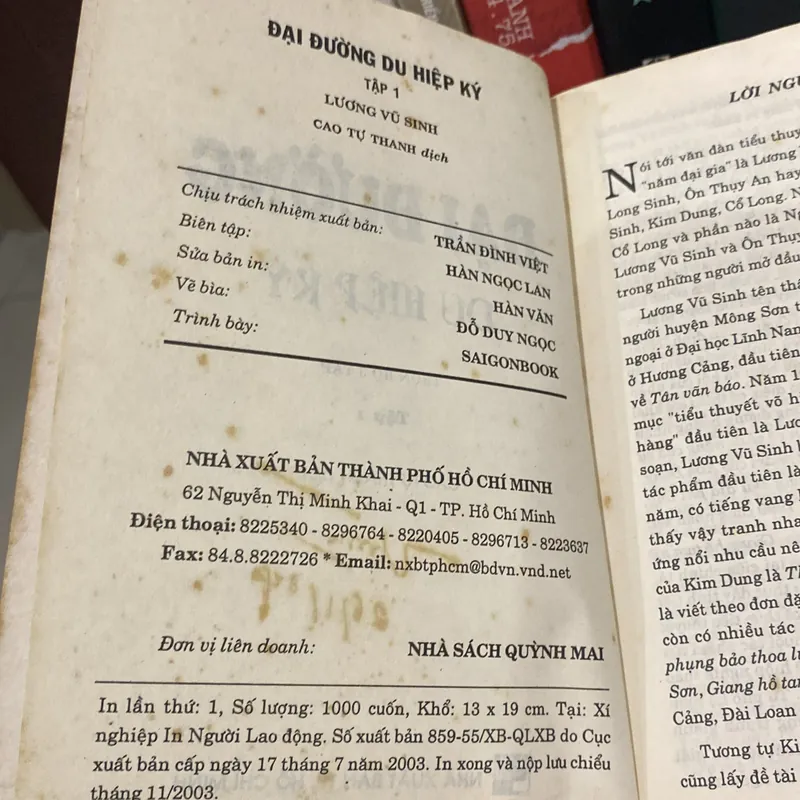 ĐẠI ĐƯỜNG DU HIỆP KÝ
TẬP 1
LƯƠNG VŨ SINH
CAO TỰ THANH dịch
Chịu trách nhiệm xuất bản: TRẦN ĐÌNH VIỆT
Biên tập: HÀN NGỌC LAN
Sửa bản in: HÀN VĂN
Vẽ bìa: ĐỖ DUY NGỌC
Trình bày: SAIGONBOOK
NHÀ XUẤT BẢN THÀNH PHỐ HỒ CHÍ MINH
62 Nguyễn Thị Minh Khai - Q1 - TP. Hồ Chí Minh
Điện thoại: 8225340 - 8296764 - 8220405 - 8296713 - 8223637
Fax: 84.8.8222726 * Email: nxbtphcm@bdvn.vnd.net
Đơn vị liên doanh: NHÀ SÁCH QUỲNH MAI
In lần thứ: 1, Số lượng: 1000 cuốn, Khổ: 13 x 19 cm. Tại: Xí
nghiệp In Người Lao động. Số xuất bản 859-55/XB-QLXB do Cục
xuất bản cấp ngày 17 tháng 7 năm 2003. In xong và nộp lưu chiểu
tháng 11/2003.
LỜI
Nói tới văn đàn tiểu
"năm đại gia" là Lương
Long Sinh, Ôn Thụy An hay
Sinh, Kim Dung, Cổ Long.
Cổ Long và phần nào là
Lương Vũ Sinh và Ôn
trong những người mở đầu
Lương Vũ Sinh tên
người huyện Mông Sơn
ngoại ở Đại học Lĩnh Nam
ở Hương Cảng, đầu tiên
về Tân văn báo. Năm
mục "tiểu thuyết võ
hàng" đầu tiên là
soạn, Lương Vũ Sinh
tác phẩm đầu tiên là
năm, có tiếng vang
thấy vậy tranh
ứng nổi nhu cầu
của Kim Dung là
là viết theo đơn
còn có nhiều tác
phụng bảo thoa
Sơn, Giang hồ
Cảng, Đài Loan
Tương tự
cũng lấy đề tài
ANH
. 75